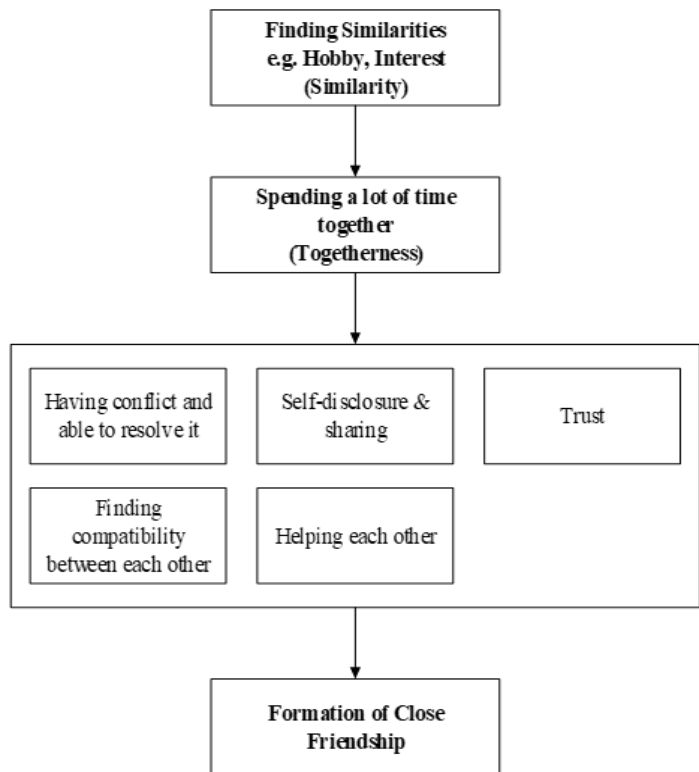 Finding Similarities
e.g. Hobby, Interest
(Similarity)
Spending a lot of time
together
(Togetherness)
Having conflict and
able to resolve it
Self-disclosure &
sharing
Trust
Finding
compatibility
between each other
Helping each other
Formation of Close
Friendship